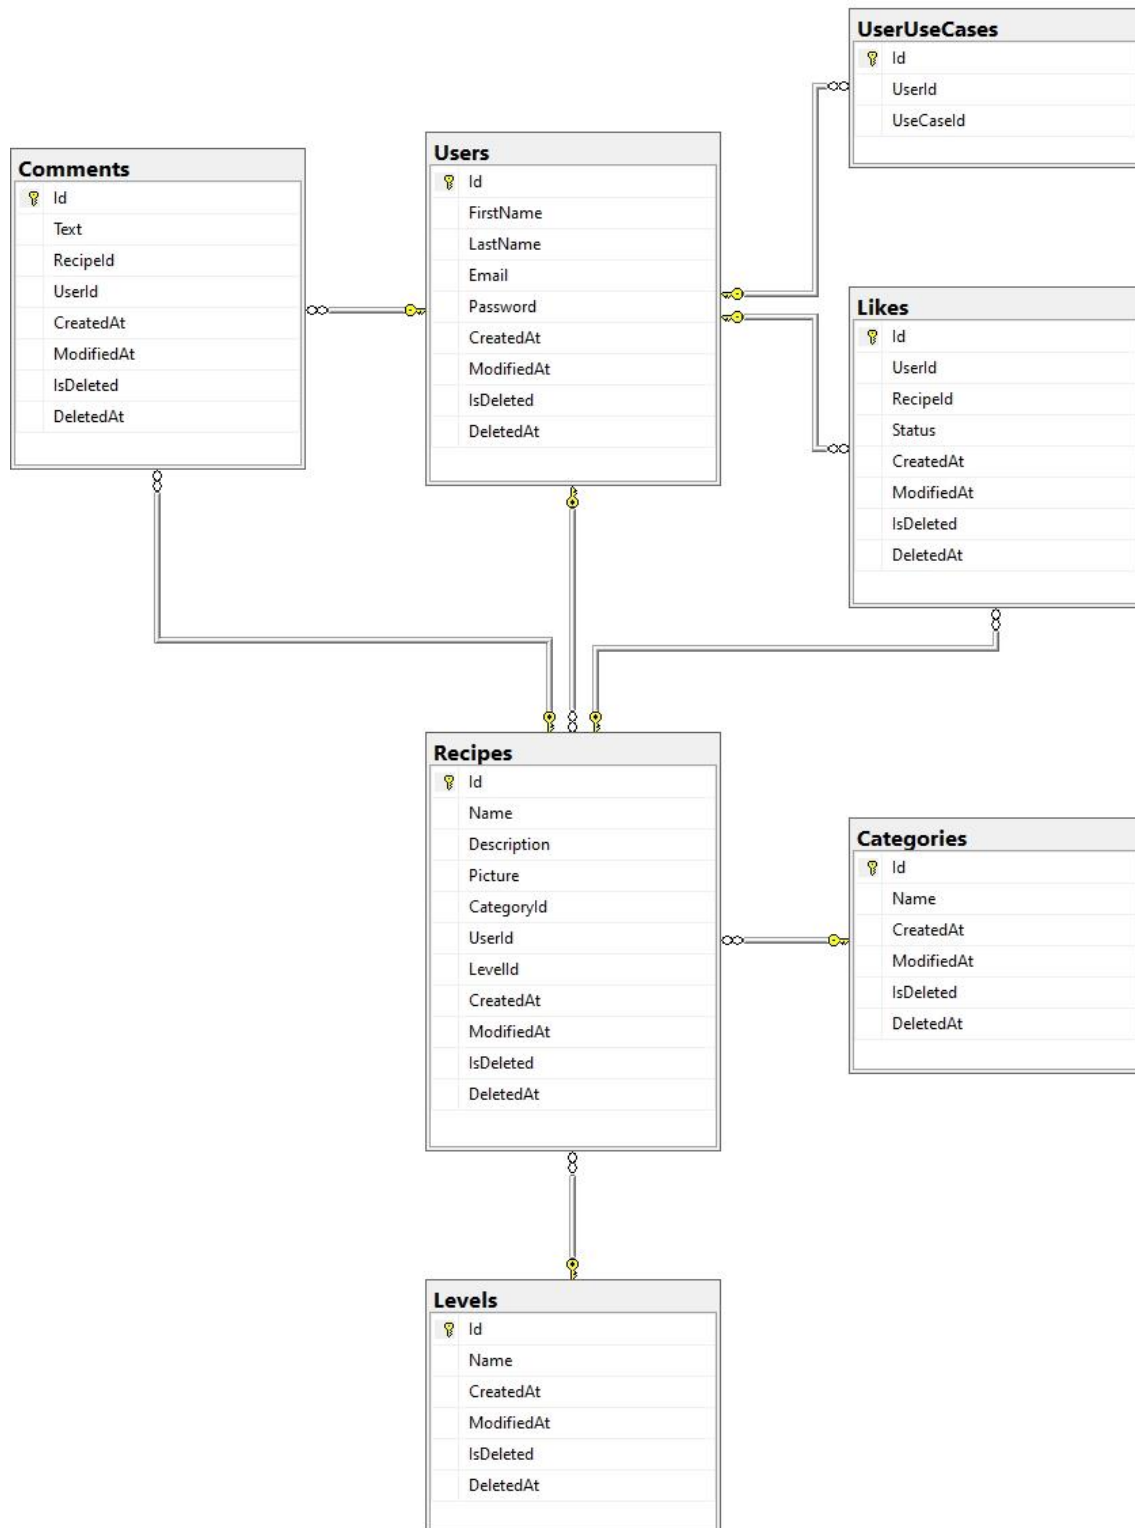 UserUseCases
Id
UserId
UseCaseId
Comments
Id
Text
RecipeId
UserId
CreatedAt
ModifiedAt
IsDeleted
DeletedAt
Users
Id
FirstName
LastName
Email
Password
CreatedAt
ModifiedAt
IsDeleted
DeletedAt
Likes
Id
UserId
RecipeId
Status
CreatedAt
ModifiedAt
IsDeleted
DeletedAt
Recipes
Id
Name
Description
Picture
CategoryId
UserId
LevelId
CreatedAt
ModifiedAt
IsDeleted
DeletedAt
Categories
Id
Name
CreatedAt
ModifiedAt
IsDeleted
DeletedAt
Levels
Id
Name
CreatedAt
ModifiedAt
IsDeleted
DeletedAt